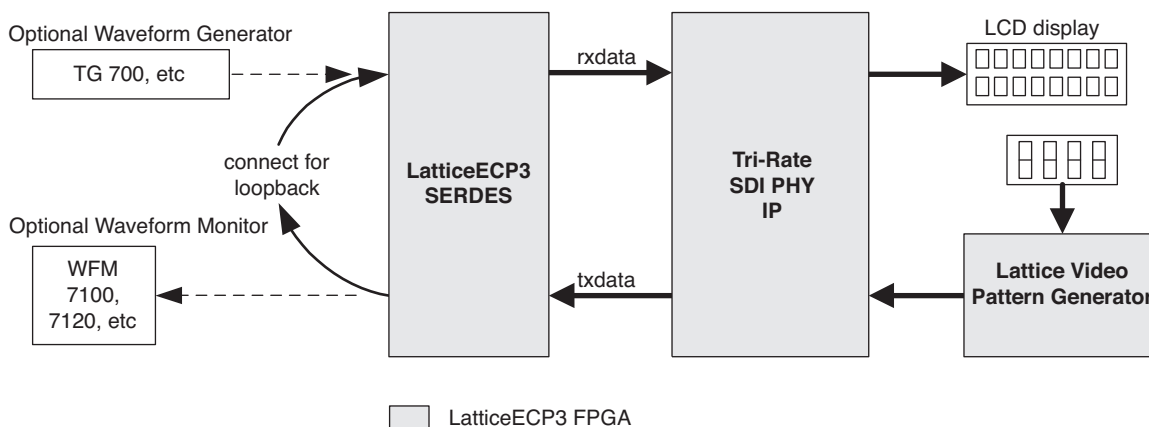 Optional Waveform Generator
TG 700, etc
connect for
loopback
Optional Waveform Monitor
WFM
7100,
7120, etc
LatticeECP3
SERDES
rxdata
txdata
Tri-Rate
SDI PHY
IP
LCD display
Lattice Video
Pattern Generator
LatticeECP3 FPGA